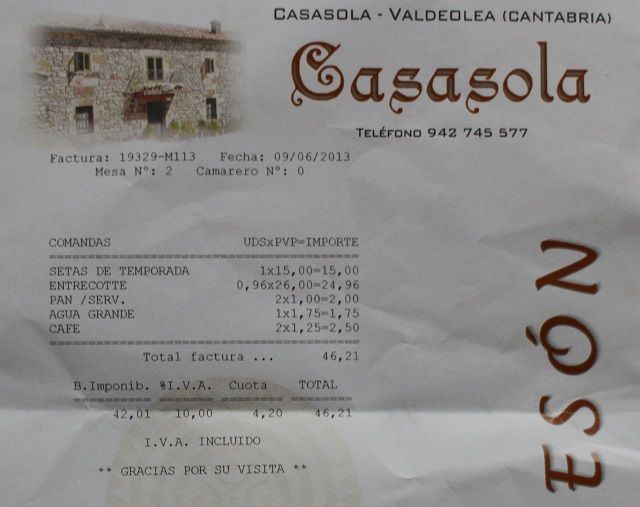 CASASOLA - VALDEOLEA (CANTABRIA)
Casasola
TELÉFONO 942 745 577
Factura: 19329-M113 Fecha: 09/06/2013
Mesa Nº: 2 Camarero Nº: 0
COMANDAS UDSxPVP=IMPORTE
SETAS DE TEMPORADA 1x15,00=15,00
ENTRECOTTE 0,96x26,00=24,96
PAN /SERV. 2x1,00=2,00
AGUA GRANDE 1x1,75=1,75
CAFE 2x1,25=2,50
Total factura ... 46,21
B.Imponib. %I.V.A. Cuota TOTAL
42,01 10,00 4,20 46,21
I.V.A. INCLUIDO
** GRACIAS POR SU VISITA **
ESÓN